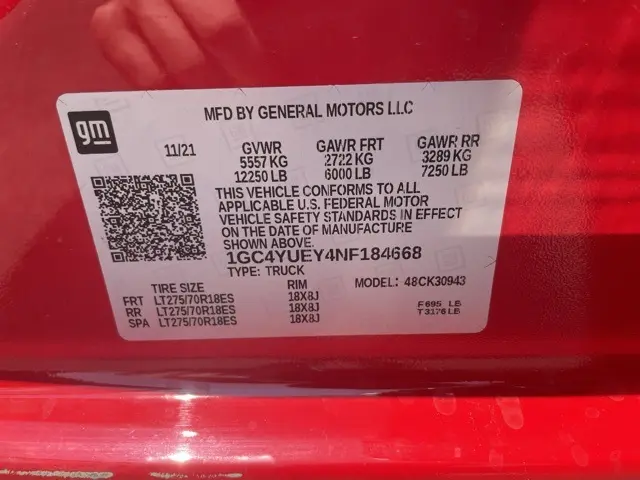 gm
MFD BY GENERAL MOTORS LLC
11/21 GVWR GAWR FRT GAWR RR
5557 KG 2722 KG 3289 KG
12250 LB 6000 LB 7250 LB
THIS VEHICLE CONFORMS TO ALL
APPLICABLE U.S. FEDERAL MOTOR
VEHICLE SAFETY STANDARDS IN EFFECT
ON THE DATE OF MANUFACTURE
SHOWN ABOVE.
1GC4YUEY4NF184668
TYPE: TRUCK
TIRE SIZE RIM MODEL: 48CK30943
FRT LT275/70R18ES 18X8J
RR LT275/70R18ES 18X8J
SPA LT275/70R18ES 18X8J
F695 LB
T3176 LB